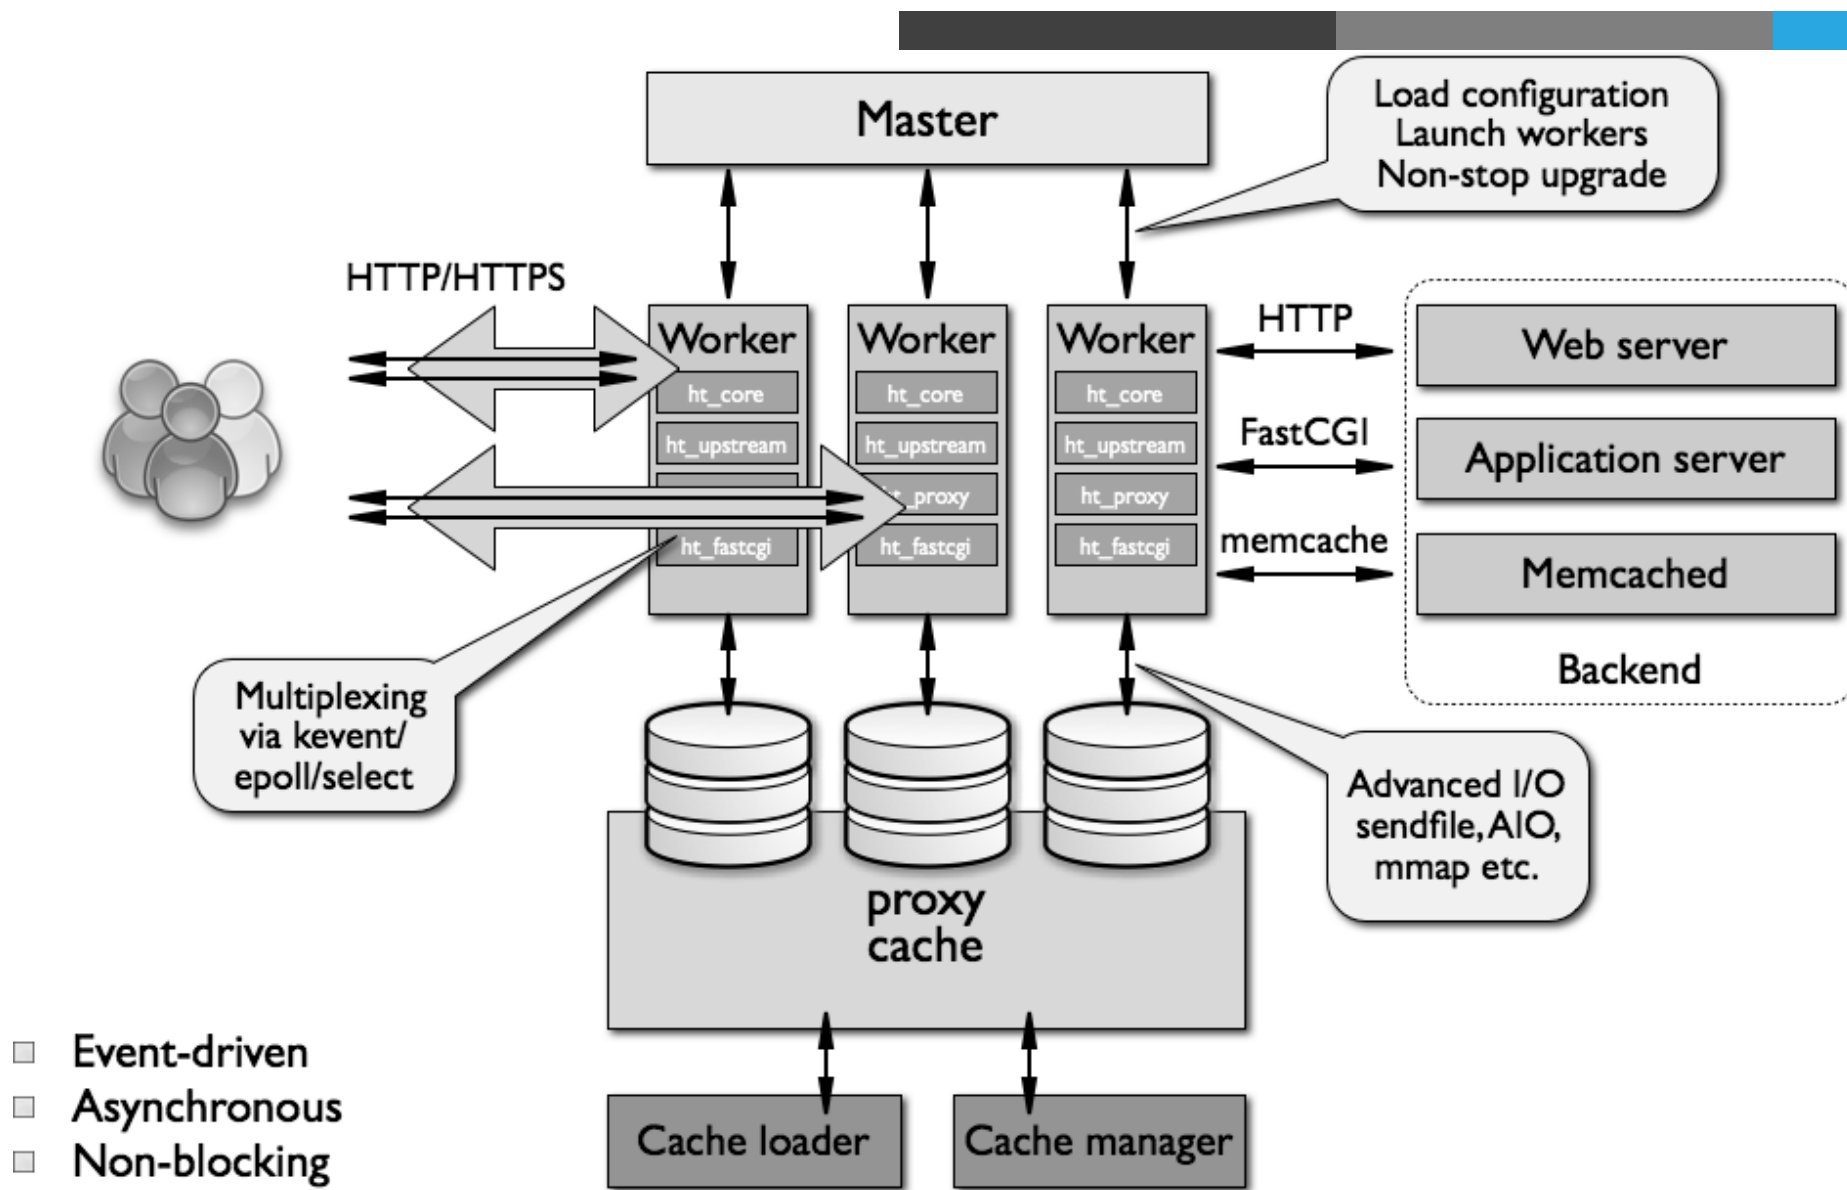 Master
Load configuration
Launch workers
Non-stop upgrade
HTTP/HTTPS
Worker
ht_core
ht_upstream
ht_fastcgi
Worker
ht_core
ht_upstream
ht_proxy
ht_fastcgi
Worker
ht_core
ht_upstream
ht_proxy
ht_fastcgi
HTTP
FastCGI
memcache
Web server
Application server
Memcached
Backend
Multiplexing
via kevent/
epoll/select
Advanced I/O
sendfile, AIO,
mmap etc.
proxy
cache
Cache loader
Cache manager
Event-driven
Asynchronous
Non-blocking